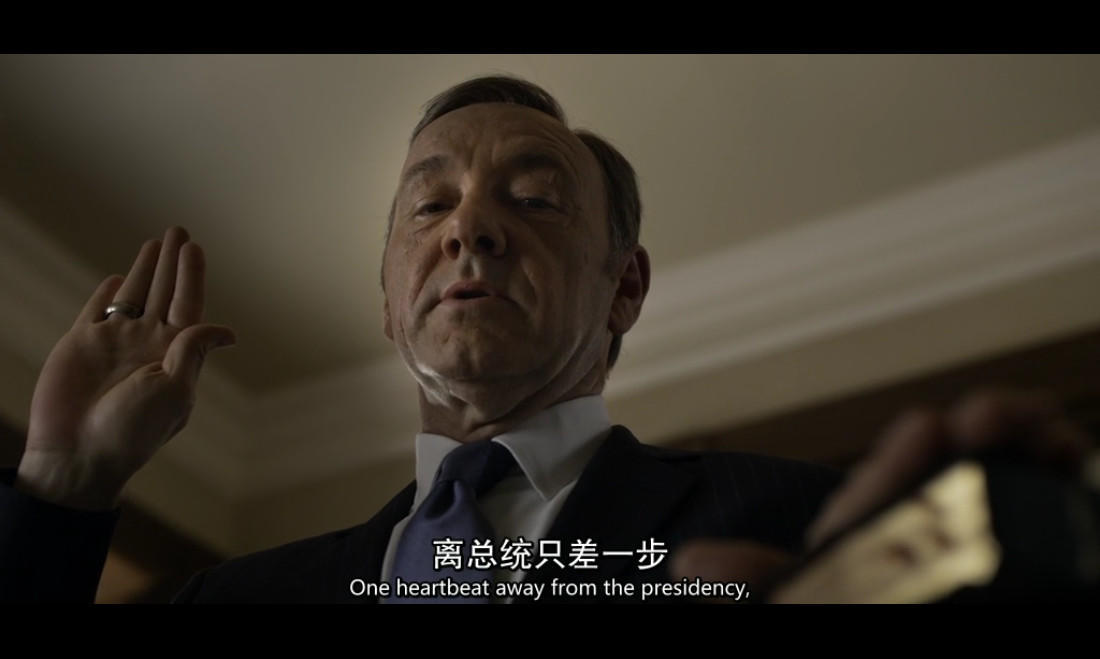 离总统只差一步
One heartbeat away from the presidency,